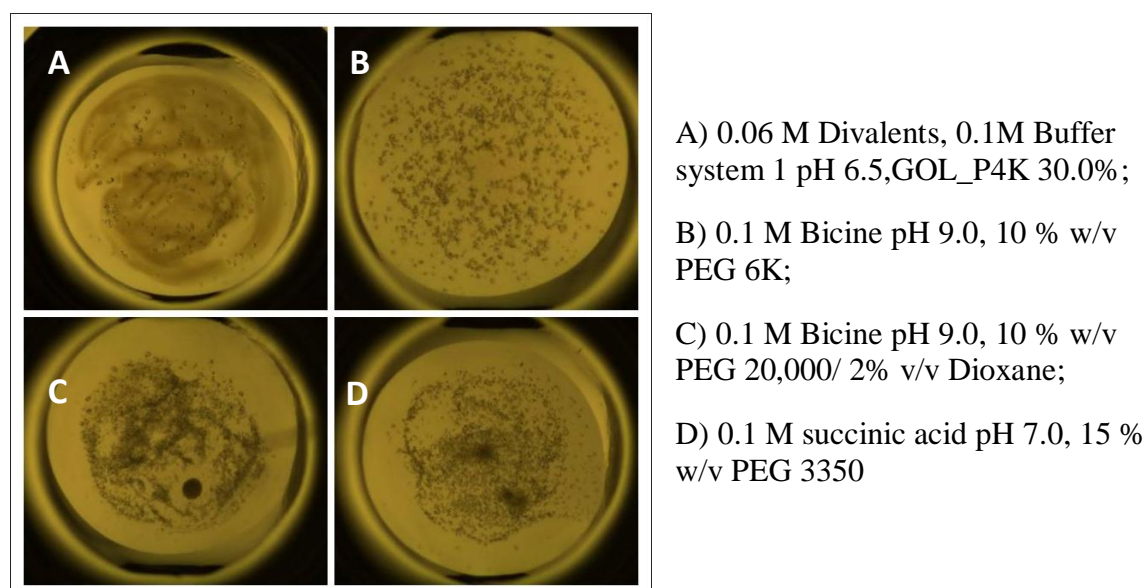 A
B
C
D
A) 0.06 M Divalents, 0.1M Buffer
system 1 pH 6.5,GOL_P4K 30.0%;
B) 0.1 M Bicine pH 9.0, 10 % w/v
PEG 6K;
C) 0.1 M Bicine pH 9.0, 10 % w/v
PEG 20,000/ 2% v/v Dioxane;
D) 0.1 M succinic acid pH 7.0, 15 %
w/v PEG 3350